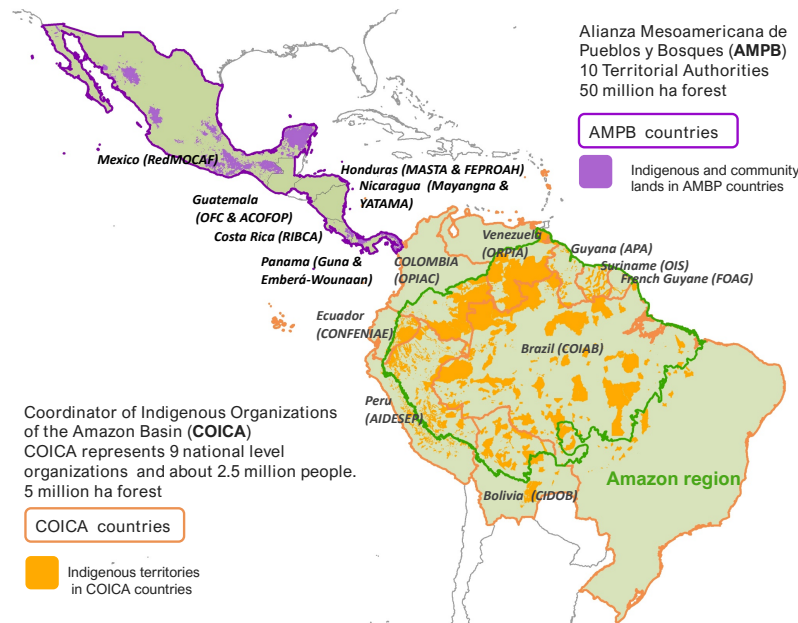 Alianza Mesoamericana de
Pueblos y Bosques (AMPB)
10 Territorial Authorities
50 million ha forest
AMPB countries
Indigenous and community
lands in AMBP countries
Mexico (RedMOCAF)
Honduras (MASTA & FEPROAH)
Nicaragua (Mayangna &
YATAMA)
Guatemala
(OFC & ACOFOP)
Costa Rica (RIBCA)
Panama (Guna &
Emberá-Wounaan)
COLOMBIA
(OPIAC)
Venezuela
(ORPIA)
Guyana (APA)
Suriname (OIS)
French Guyane (FOAG)
Ecuador
(CONFENIAE)
Brazil (COIAB)
Peru
(AIDESEP)
Amazon region
Bolivia (CIDOB)
Coordinator of Indigenous Organizations
of the Amazon Basin (COICA)
COICA represents 9 national level
organizations and about 2.5 million people.
5 million ha forest
COICA countries
Indigenous territories
in COICA countries